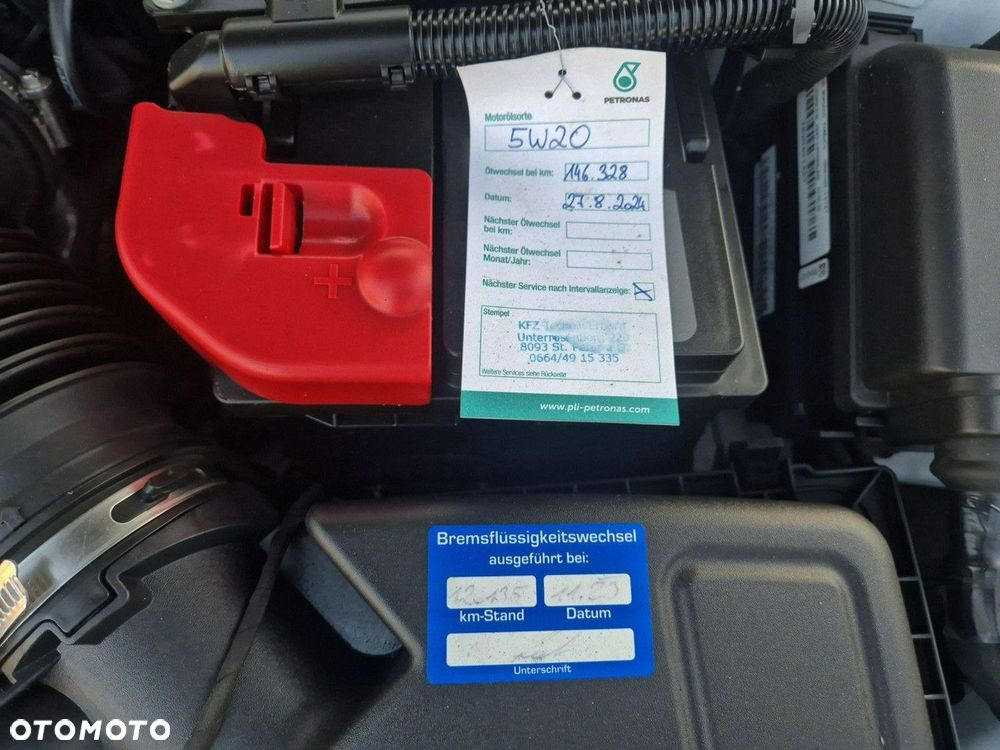 PETRONAS
Motorölsorte
5W20
Ölwechsel bei km: 146.328
Datum: 27.8.2024
Nächster Ölwechsel
bei km:
Nächster Ölwechsel
Monat/Jahr:
Nächster Service nach Intervallanzeige:
Stempel
KFZ
8093 St.
0664/49 15 335
Weitere Services siehe Rückseite
www.pli-petronas.com
Bremsflüssigkeitswechsel
ausgeführt bei:
km-Stand Datum
Unterschrift
OTOMOTO